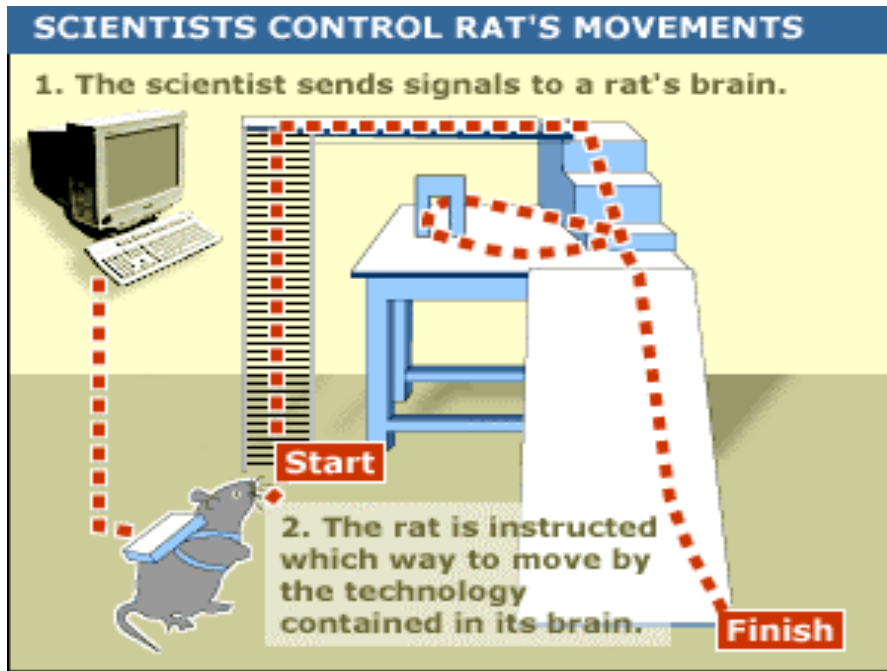 SCIENTISTS CONTROL RAT'S MOVEMENTS
1. The scientist sends signals to a rat's brain.
Start
2. The rat is instructed
which way to move by
the technology
contained in its brain.
Finish